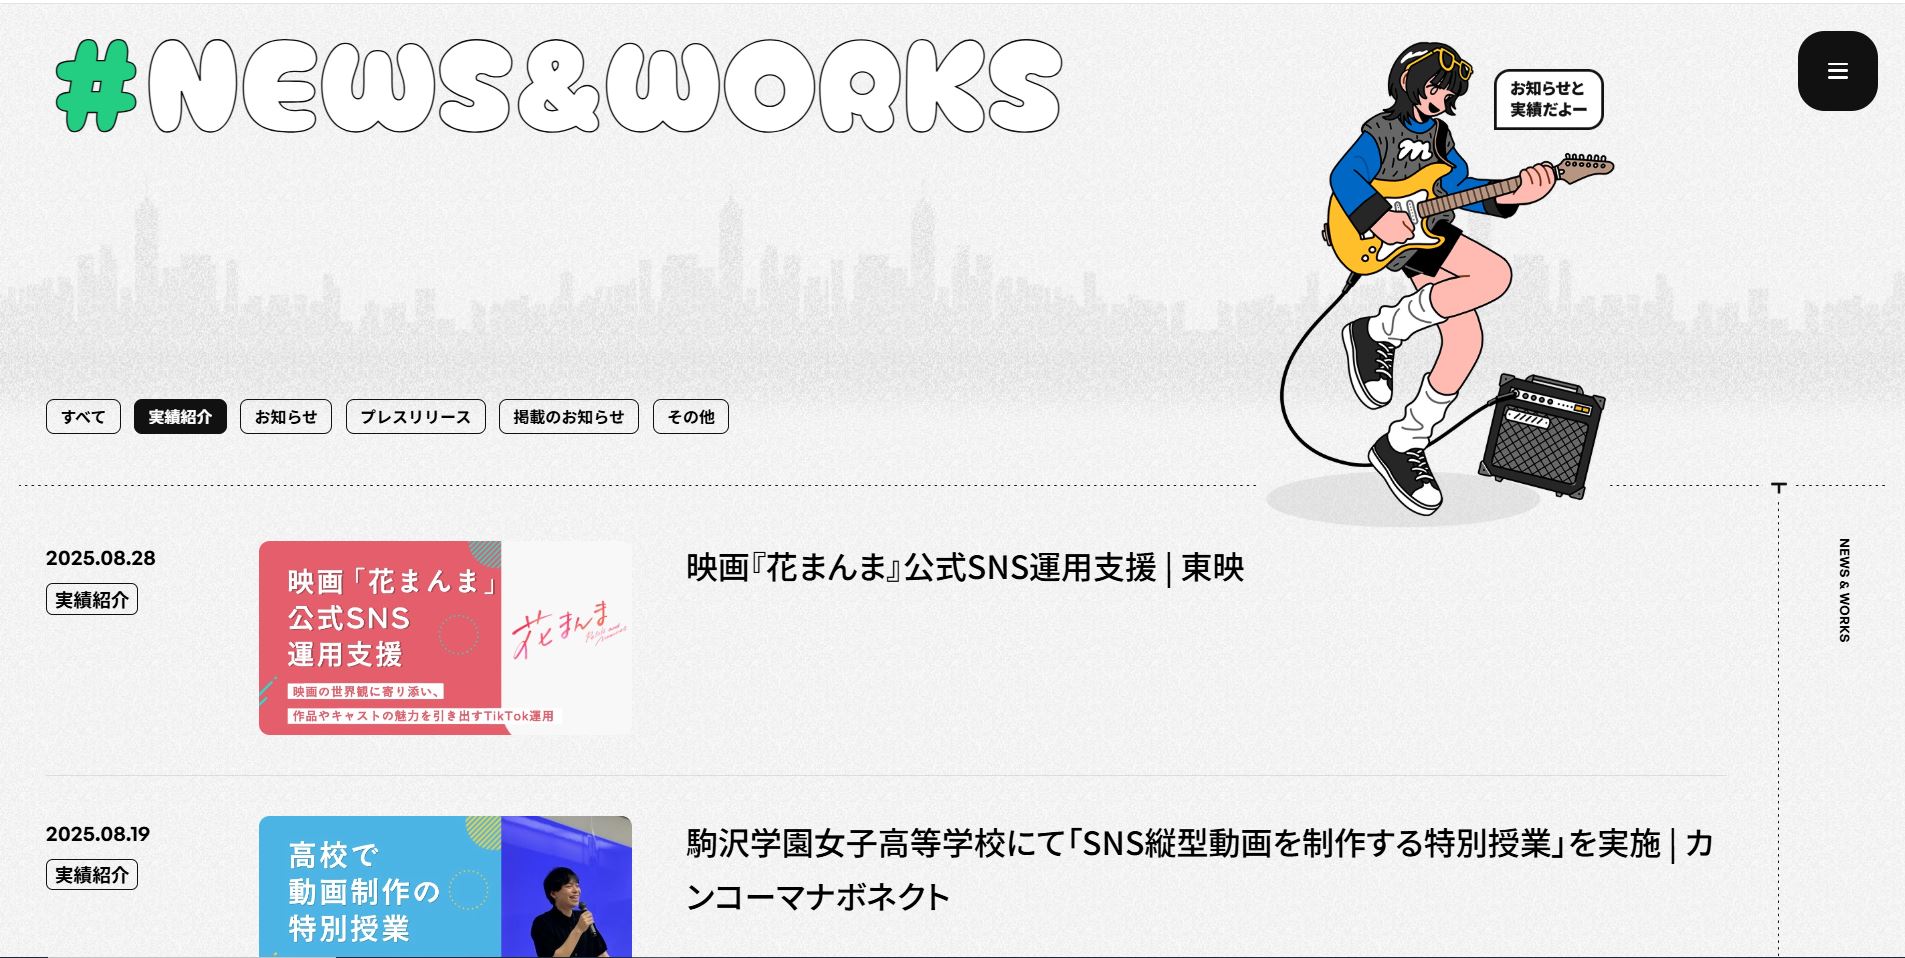 #NEWS&WORKS
お知らせと
実績だよー
m
すべて
実績紹介
お知らせ
プレスリリース
掲載のお知らせ
その他
NEWS & WORKS
2025.08.28
実績紹介
映画「花まんま」
公式SNS
運用支援
映画の世界観に寄り添い、
作品やキャストの魅力を引き出すTikTok運用
花まんま
映画『花まんま』公式SNS運用支援 | 東映
2025.08.19
実績紹介
高校で
動画制作の
特別授業
駒沢学園女子高等学校にて「SNS縦型動画を制作する特別授業」を実施 | カ
ンコーマナボネクト